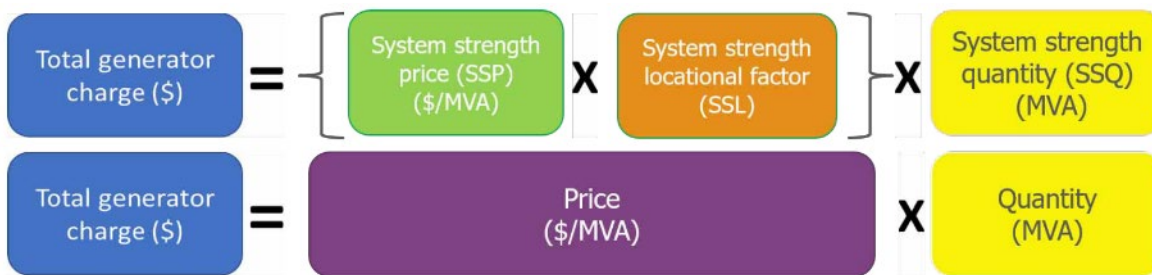 Total generator
charge ($)
=
{
System strength
price (SSP)
($/MVA)
X
System strength
locational factor
(SSL)
}
X
System strength
quantity (SSQ)
(MVA)
Total generator
charge ($)
=
Price
($/MVA)
X
Quantity
(MVA)